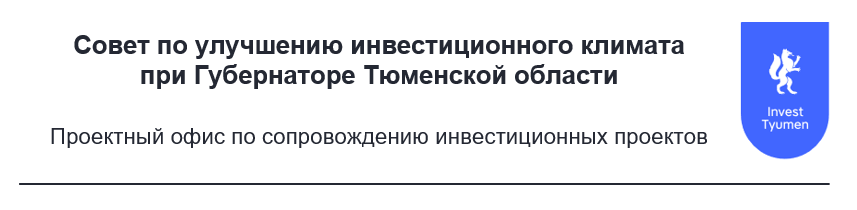 Совет по улучшению инвестиционного климата
при Губернаторе Тюменской области
Проектный офис по сопровождению инвестиционных проектов
Invest
Tyumen